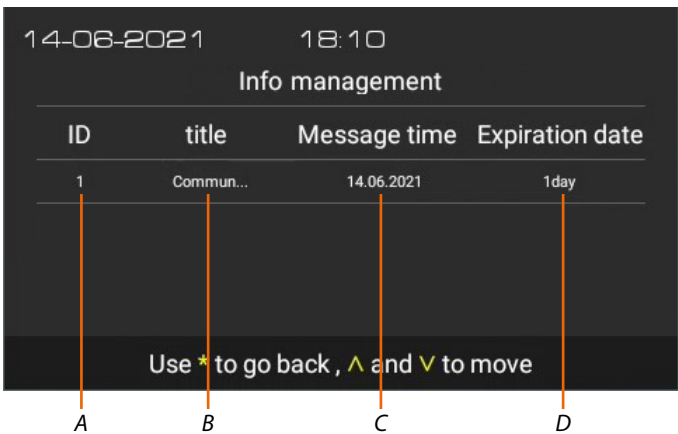 14-06-2021 18:10
Info management
ID title Message time Expiration date
1 Commun... 14.06.2021 1day
Use * to go back , ˄ and ˅ to move
A B C D